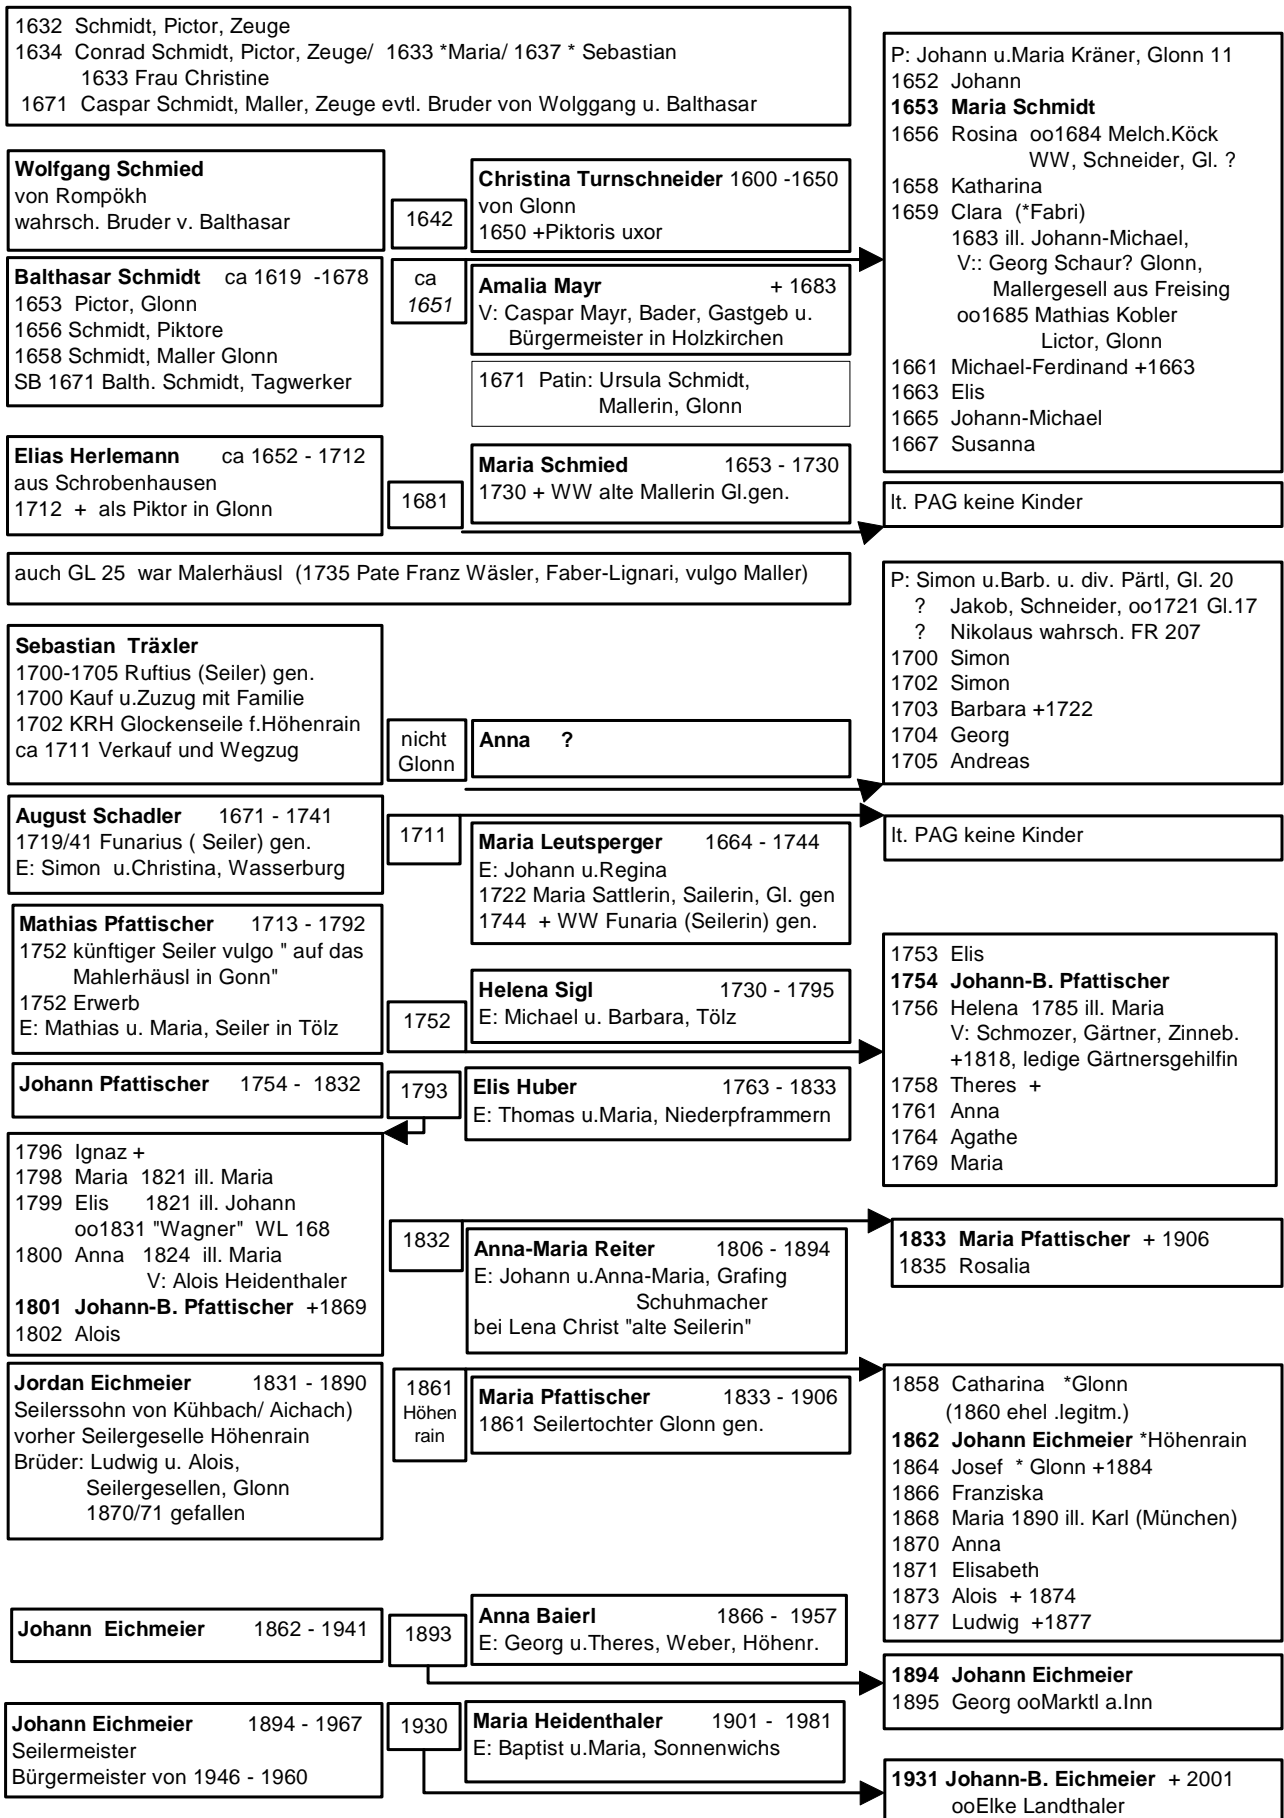 1632 Schmidt, Pictor, Zeuge
1634 Conrad Schmidt, Pictor, Zeuge/ 1633 *Maria/ 1637 * Sebastian
1633 Frau Christine
1671 Caspar Schmidt, Maller, Zeuge evtl. Bruder von Wolggang u. Balthasar
P: Johann u.Maria Kräner, Glonn 11
1652 Johann
1653 Maria Schmidt
1656 Rosina oo1684 Melch.Köck
WW, Schneider, Gl. ?
1658 Katharina
1659 Clara (*Fabri)
1683 ill. Johann-Michael,
V:: Georg Schaur? Glonn,
Mallergesell aus Freising
oo1685 Mathias Kobler
Lictor, Glonn
1661 Michael-Ferdinand +1663
1663 Elis
1665 Johann-Michael
1667 Susanna
Wolfgang Schmied
von Rompökh
wahrsch. Bruder v. Balthasar
1642
Christina Turnschneider 1600 -1650
von Glonn
1650 +Piktoris uxor
Balthasar Schmidt ca 1619 -1678
1653 Pictor, Glonn
1656 Schmidt, Piktore
1658 Schmidt, Maller Glonn
SB 1671 Balth. Schmidt, Tagwerker
ca
1651
Amalia Mayr + 1683
V: Caspar Mayr, Bader, Gastgeb u.
Bürgermeister in Holzkirchen
1671 Patin: Ursula Schmidt,
Mallerin, Glonn
Elias Herlemann ca 1652 - 1712
aus Schrobenhausen
1712 + als Piktor in Glonn
1681
Maria Schmied 1653 - 1730
1730 + WW alte Mallerin Gl.gen.
lt. PAG keine Kinder
auch GL 25 war Malerhäusl (1735 Pate Franz Wäsler, Faber-Lignari, vulgo Maller)
P: Simon u.Barb. u. div. Pärtl, Gl. 20
? Jakob, Schneider, oo1721 Gl.17
? Nikolaus wahrsch. FR 207
1700 Simon
1702 Simon
1703 Barbara +1722
1704 Georg
1705 Andreas
Sebastian Träxler
1700-1705 Ruftius (Seiler) gen.
1700 Kauf u.Zuzug mit Familie
1702 KRH Glockenseile f.Höhenrain
ca 1711 Verkauf und Wegzug
nicht
Glonn
Anna ?
August Schadler 1671 - 1741
1719/41 Funarius ( Seiler) gen.
E: Simon u.Christina, Wasserburg
1711
Maria Leutsperger 1664 - 1744
E: Johann u.Regina
1722 Maria Sattlerin, Sailerin, Gl. gen
1744 + WW Funaria (Seilerin) gen.
lt. PAG keine Kinder
Mathias Pfattischer 1713 - 1792
1752 künftiger Seiler vulgo " auf das
Mahlerhäusl in Gonn"
1752 Erwerb
E: Mathias u. Maria, Seiler in Tölz
1752
Helena Sigl 1730 - 1795
E: Michael u. Barbara, Tölz
1753 Elis
1754 Johann-B. Pfattischer
1756 Helena 1785 ill. Maria
V: Schmozer, Gärtner, Zinneb.
+1818, ledige Gärtnersgehilfin
1758 Theres +
1761 Anna
1764 Agathe
1769 Maria
Johann Pfattischer 1754 - 1832
1793
Elis Huber 1763 - 1833
E: Thomas u.Maria, Niederpframmern
1796 Ignaz +
1798 Maria 1821 ill. Maria
1799 Elis 1821 ill. Johann
oo1831 "Wagner" WL 168
1800 Anna 1824 ill. Maria
V: Alois Heidenthaler
1801 Johann-B. Pfattischer +1869
1802 Alois
1832
Anna-Maria Reiter 1806 - 1894
E: Johann u.Anna-Maria, Grafing
Schuhmacher
bei Lena Christ "alte Seilerin"
1833 Maria Pfattischer + 1906
1835 Rosalia
Jordan Eichmeier 1831 - 1890
Seilerssohn von Kühbach/ Aichach)
vorher Seilergeselle Höhenrain
Brüder: Ludwig u. Alois,
Seilergesellen, Glonn
1870/71 gefallen
1861
Höhen
rain
Maria Pfattischer 1833 - 1906
1861 Seilertochter Glonn gen.
1858 Catharina *Glonn
(1860 ehel .legitm.)
1862 Johann Eichmeier *Höhenrain
1864 Josef * Glonn +1884
1866 Franziska
1868 Maria 1890 ill. Karl (München)
1870 Anna
1871 Elisabeth
1873 Alois + 1874
1877 Ludwig +1877
Johann Eichmeier 1862 - 1941
1893
Anna Baierl 1866 - 1957
E: Georg u.Theres, Weber, Höhenr.
1894 Johann Eichmeier
1895 Georg ooMarktl a.Inn
Johann Eichmeier 1894 - 1967
Seilermeister
Bürgermeister von 1946 - 1960
1930
Maria Heidenthaler 1901 - 1981
E: Baptist u.Maria, Sonnenwichs
1931 Johann-B. Eichmeier + 2001
ooElke Landthaler